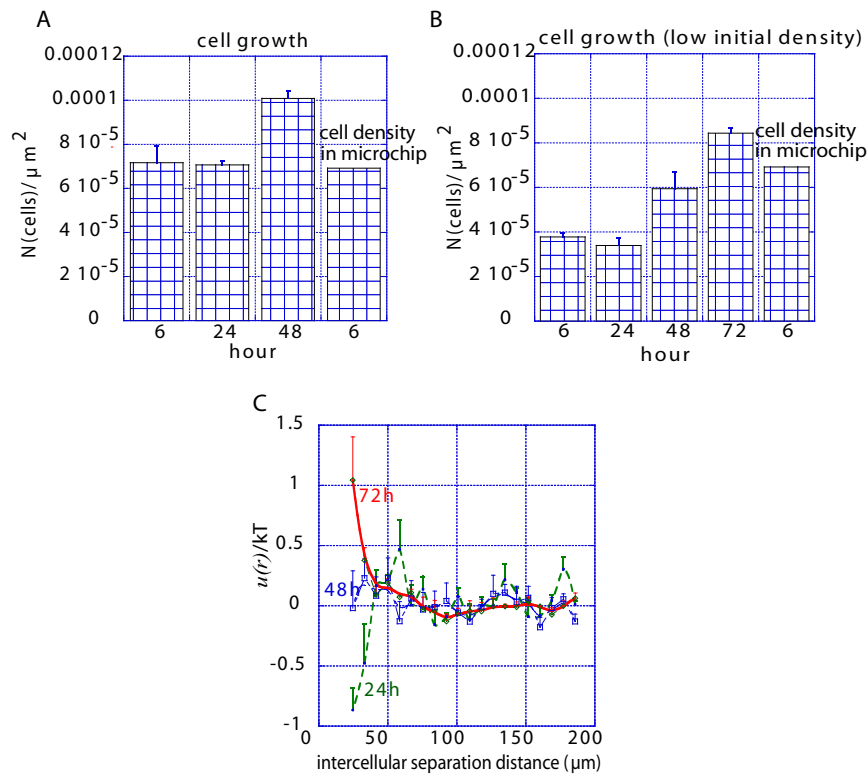 A
cell growth
0.00012
0.0001
8 10-5
6 10-5
4 10-5
2 10-5
0
N(cells)/ μm2
cell density
in microchip
6 24 48 6
hour
B
cell growth (low initial density)
0.00012
0.0001
8 10-5
6 10-5
4 10-5
2 10-5
0
N(cells)/ μm2
cell density
in microchip
6 24 48 72 6
hour
C
1.5
1
0.5
0
-0.5
-1
u(r)/kT
72h
48h
24h
0 50 100 150 200
intercellular separation distance (μm)